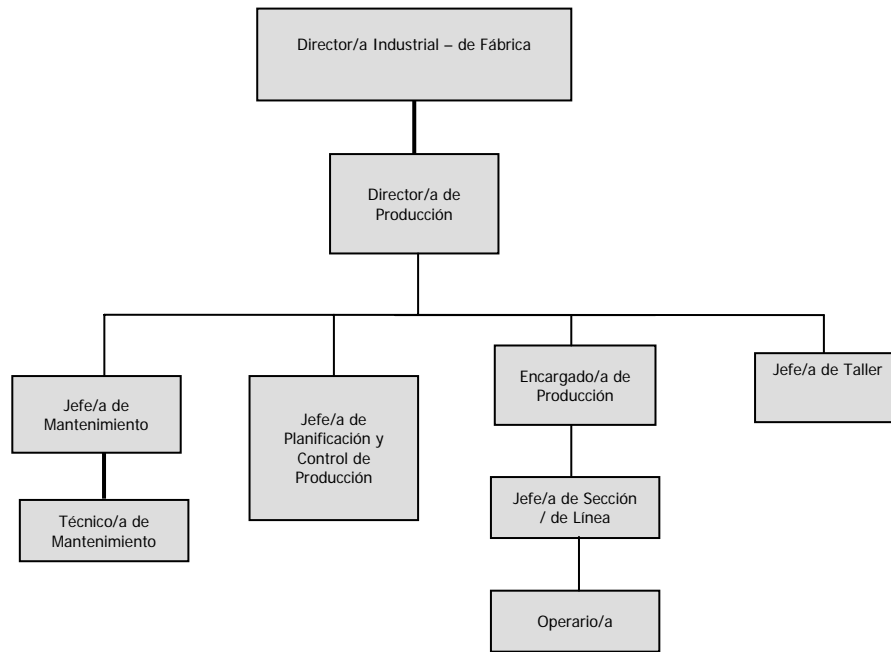 Director/a Industrial – de Fábrica
Director/a de
Producción
Jefe/a de
Mantenimiento
Jefe/a de
Planificación y
Control de
Producción
Encargado/a de
Producción
Jefe/a de Taller
Técnico/a de
Mantenimiento
Jefe/a de Sección
/ de Línea
Operario/a